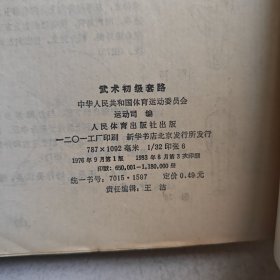 武术初级套路
中华人民共和国体育运动委员会
运动司 编
人民体育出版社出版
一二〇一工厂印刷 新华书店北京发行所发行
787×1092毫米 1/32 印张6
1976年9月第1版 1983年6月第3次印刷
印数:650,001—1,180,000册
统一书号:7015·1597 定价0.49元
责任编辑:王洁